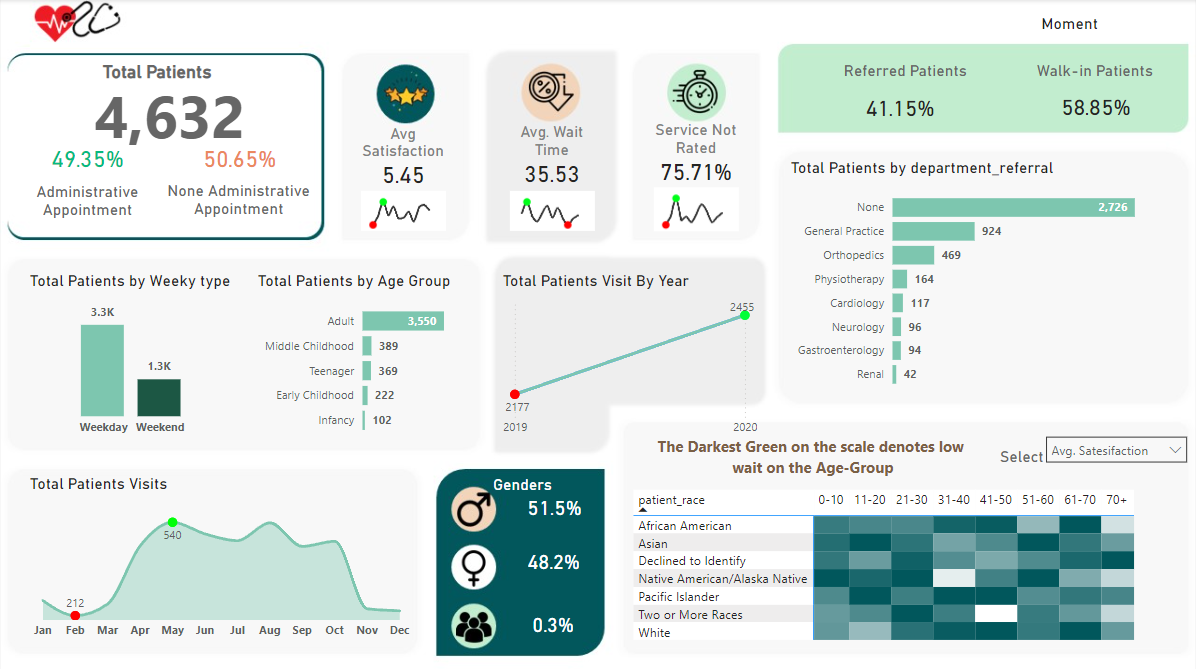 Moment
Total Patients
4,632
49.35%
50.65%
Administrative
Appointment
None Administrative
Appointment
Avg
Satisfaction
5.45
Avg. Wait
Time
35.53
Service Not
Rated
75.71%
Referred Patients
Walk-in Patients
41.15%
58.85%
Total Patients by department_referral
None
2,726
General Practice
924
Orthopedics
469
Physiotherapy
164
Cardiology
117
Neurology
96
Gastroenterology
94
Renal
42
Total Patients by Weeky type
3.3K
1.3K
Weekday
Weekend
Total Patients by Age Group
Adult
3,550
Middle Childhood
389
Teenager
369
Early Childhood
222
Infancy
102
Total Patients Visit By Year
2455
2177
2019
2020
Total Patients Visits
540
212
Jan Feb Mar Apr May Jun Jul Aug Sep Oct Nov Dec
Genders
51.5%
48.2%
0.3%
The Darkest Green on the scale denotes low
wait on the Age-Group
Select
Avg. Satesifaction
patient_race 0-10 11-20 21-30 31-40 41-50 51-60 61-70 70+
African American
Asian
Declined to Identify
Native American/Alaska Native
Pacific Islander
Two or More Races
White